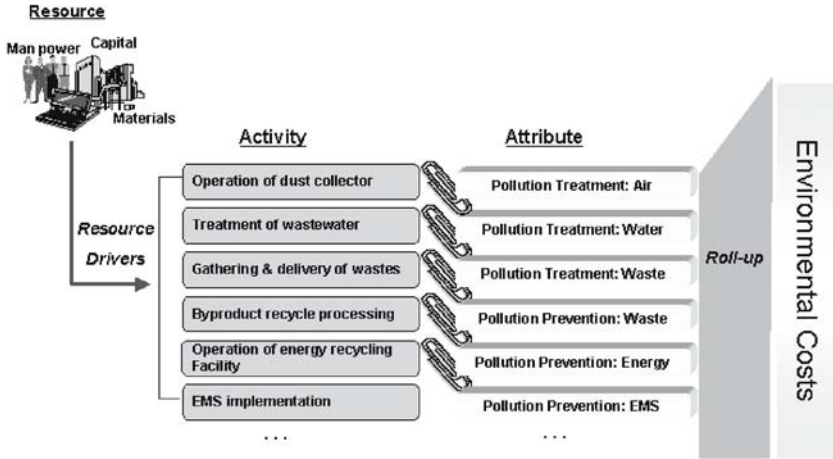 Resource
Man power
Capital
Materials
Resource
Drivers
Activity
Operation of dust collector
Treatment of wastewater
Gathering & delivery of wastes
Byproduct recycle processing
Operation of energy recycling
Facility
EMS implementation
...
Attribute
Pollution Treatment: Air
Pollution Treatment: Water
Pollution Treatment: Waste
Pollution Prevention: Waste
Pollution Prevention: Energy
Pollution Prevention: EMS
...
Roll-up
Environmental Costs